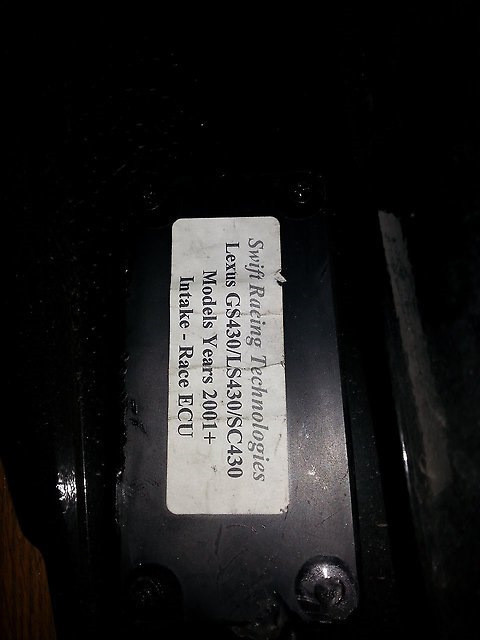 Swift Racing Technologies
Lexus GS430/LS430/SC430
Models Years 2001+
Intake - Race ECU